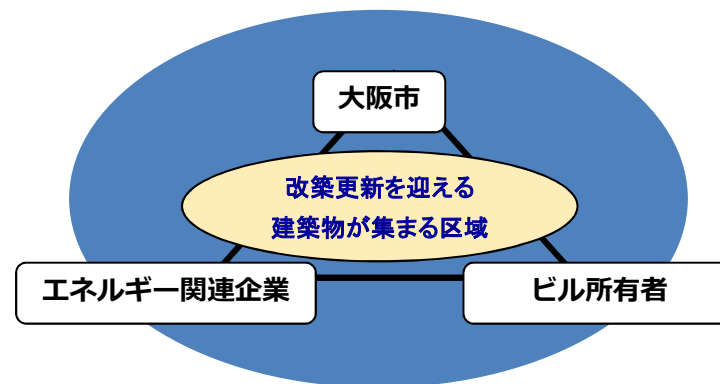 大阪市
改築更新を迎える
建築物が集まる区域
エネルギー関連企業
ビル所有者